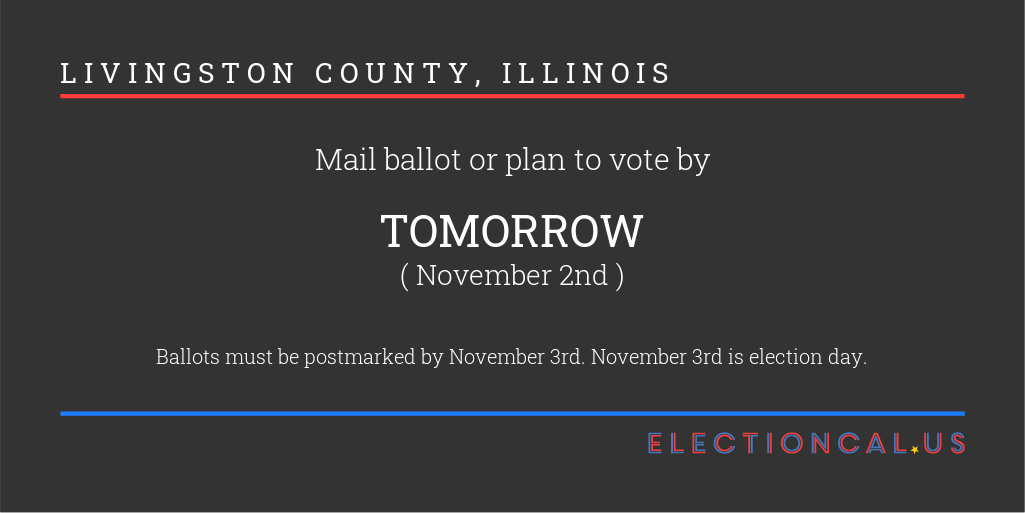 LIVINGSTON COUNTY, ILLINOIS
Mail ballot or plan to vote by
TOMORROW
( November 2nd )
Ballots must be postmarked by November 3rd. November 3rd is election day.
ELECTIONCAL.US